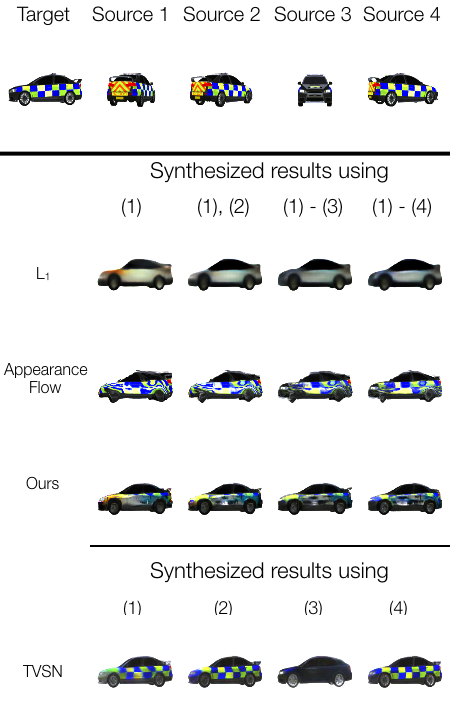 Target Source 1 Source 2 Source 3 Source 4
Synthesized results using
(1) (1), (2) (1) - (3) (1) - (4)
L₁
Appearance
Flow
Ours
Synthesized results using
(1) (2) (3) (4)
TVSN